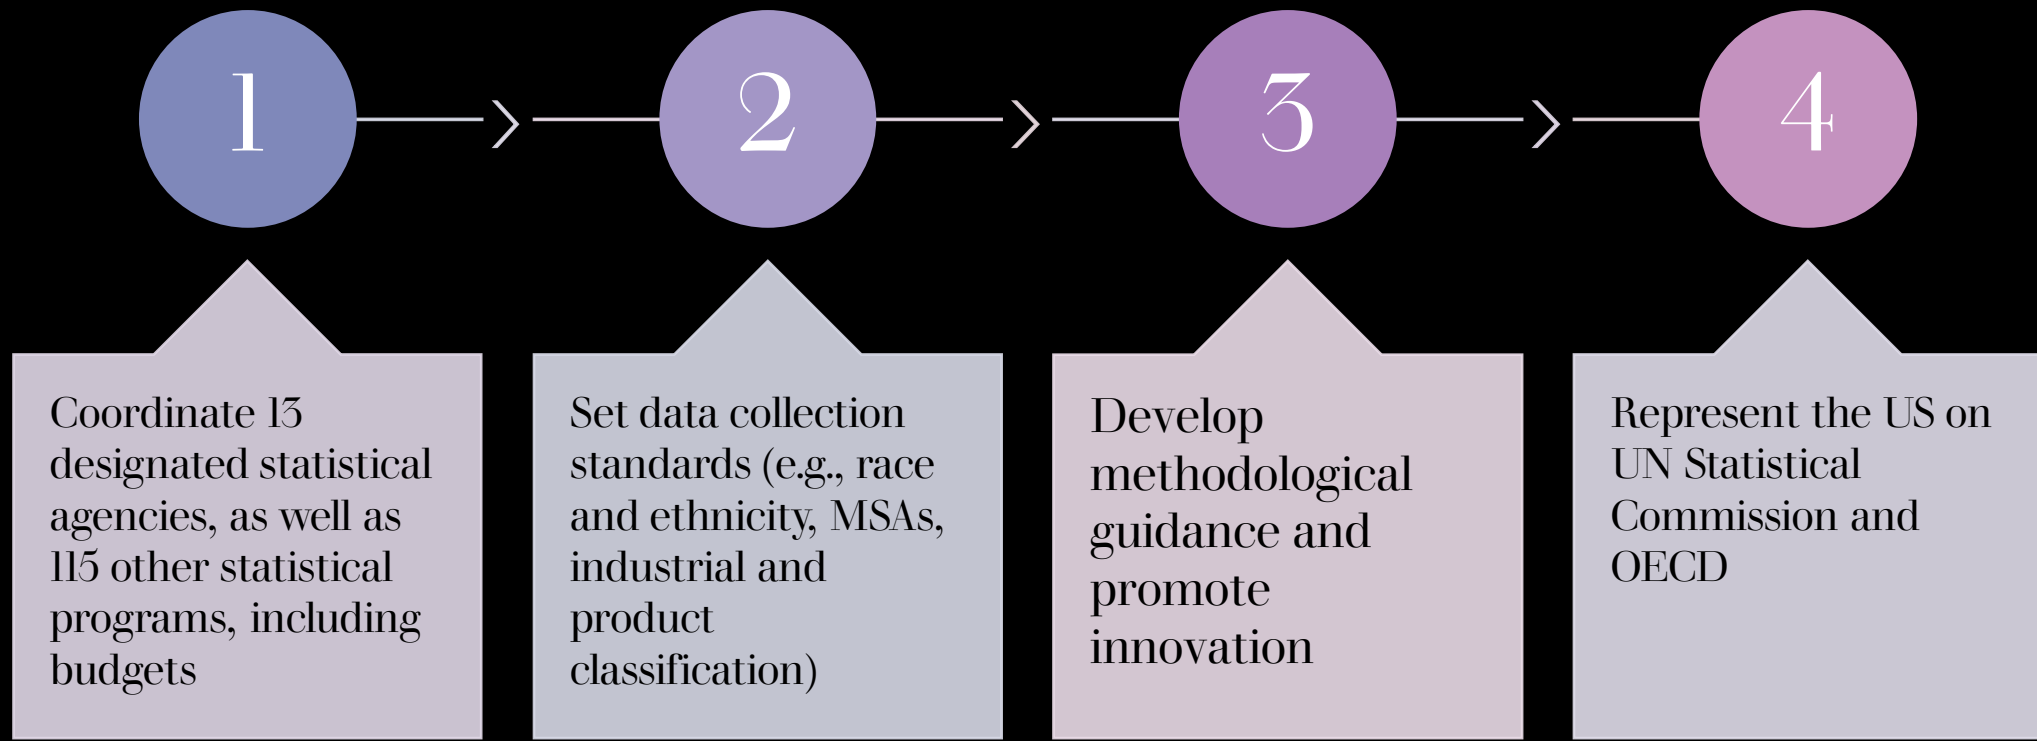 1
2
3
4
Coordinate 13
designated statistical
agencies, as well as
115 other statistical
programs, including
budgets
Set data collection
standards (e.g., race
and ethnicity, MSAs,
industrial and
product
classification)
Develop
methodological
guidance and
promote
innovation
Represent the US on
UN Statistical
Commission and
OECD